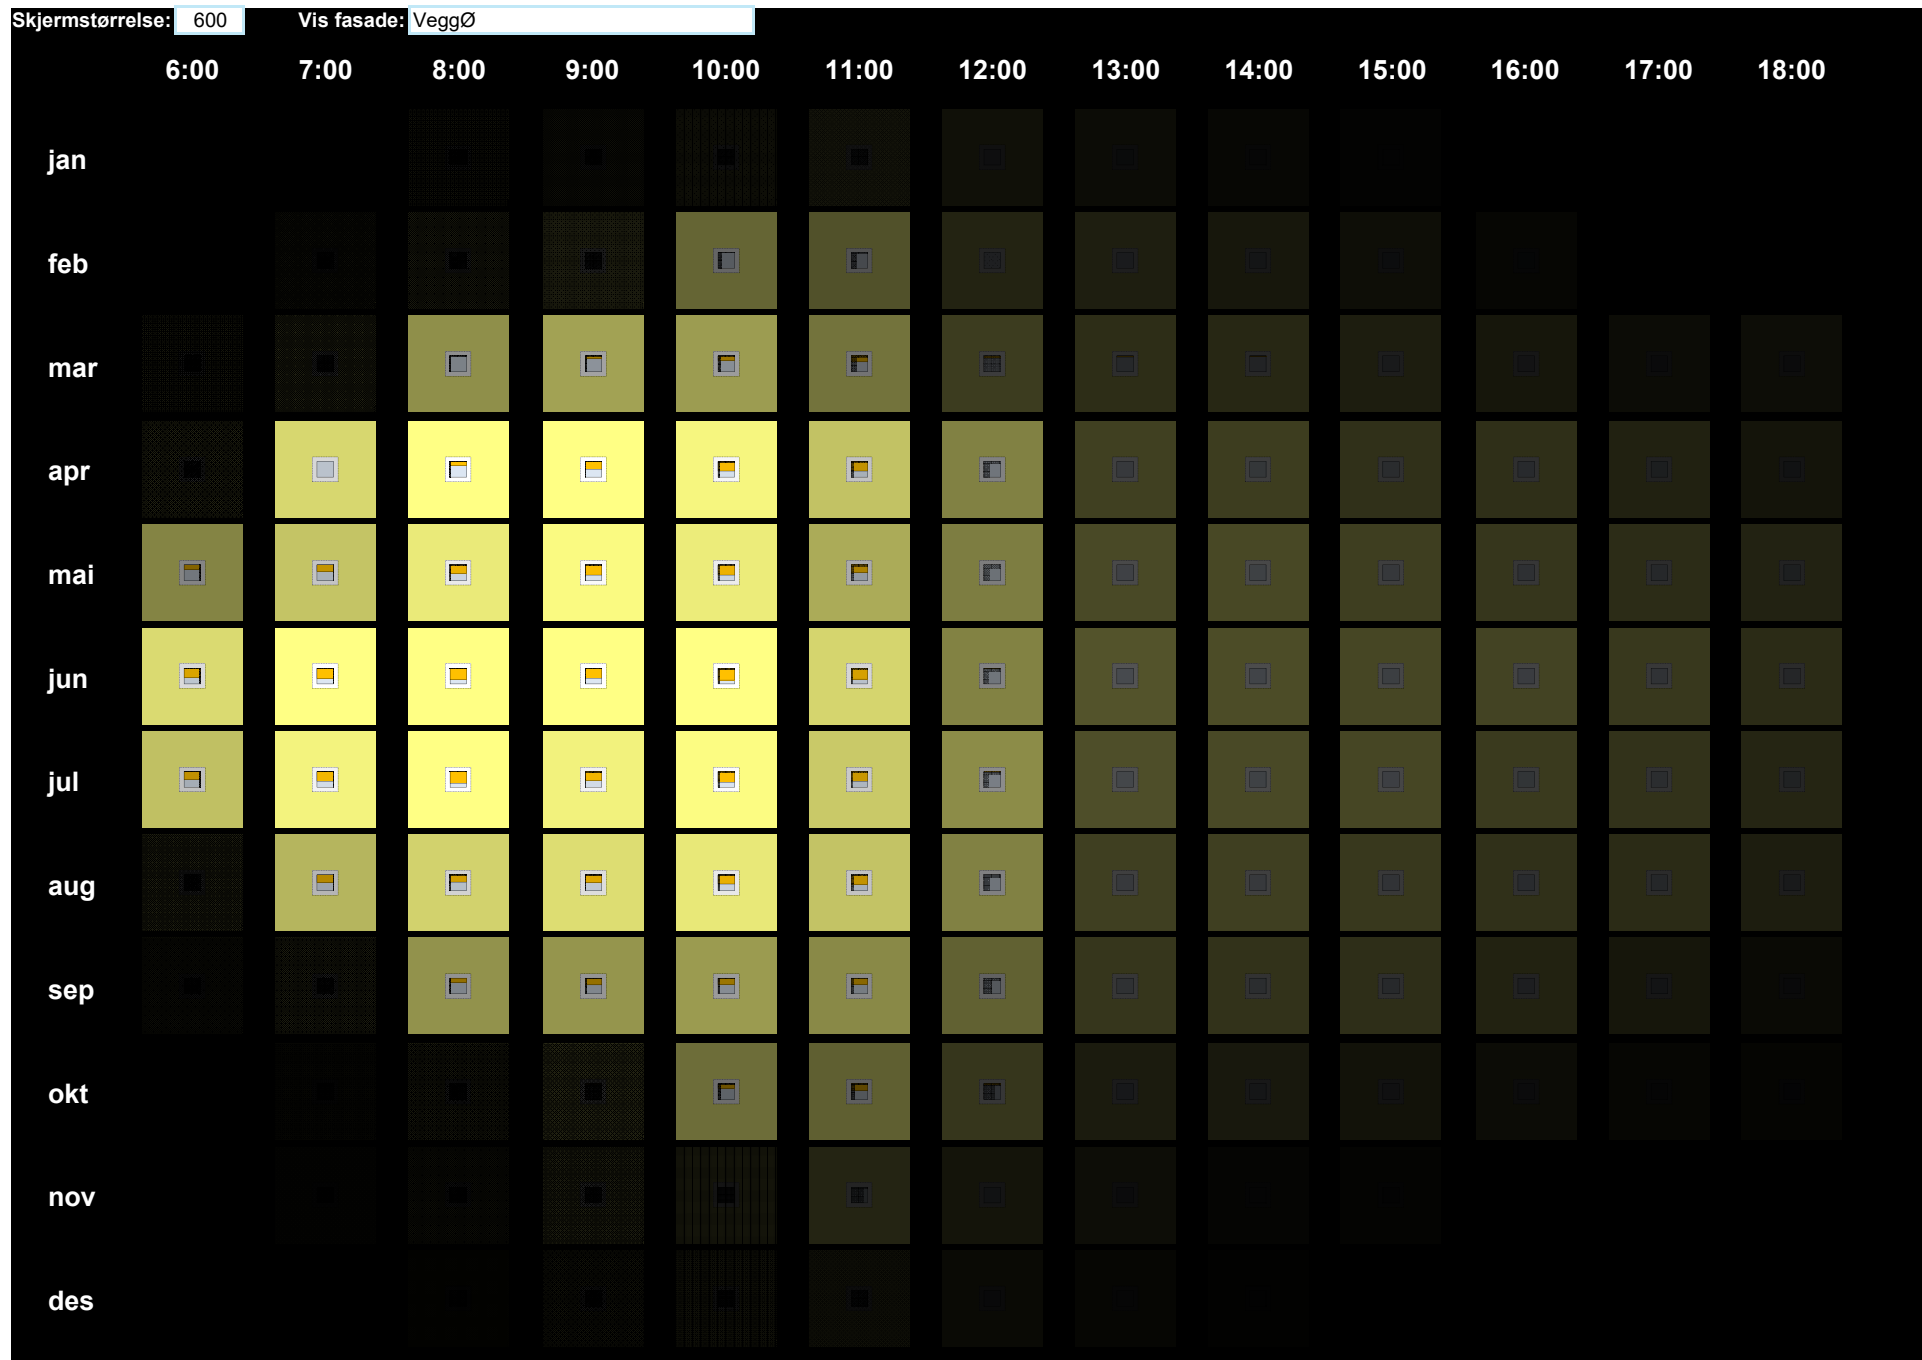 Skjermstørrelse: 600 Vis fasade: VeggØ
6:00 7:00 8:00 9:00 10:00 11:00 12:00 13:00 14:00 15:00 16:00 17:00 18:00
jan
feb
mar
apr
mai
jun
jul
aug
sep
okt
nov
des